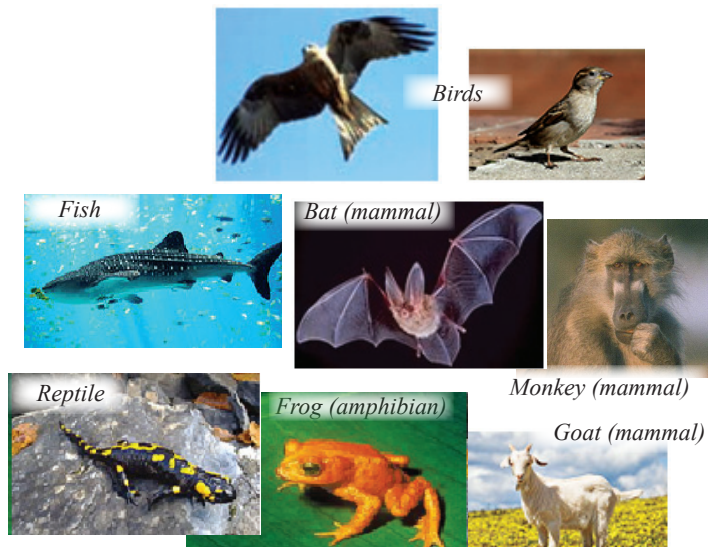 Birds
Fish
Bat (mammal)
Monkey (mammal)
Reptile
Frog (amphibian)
Goat (mammal)